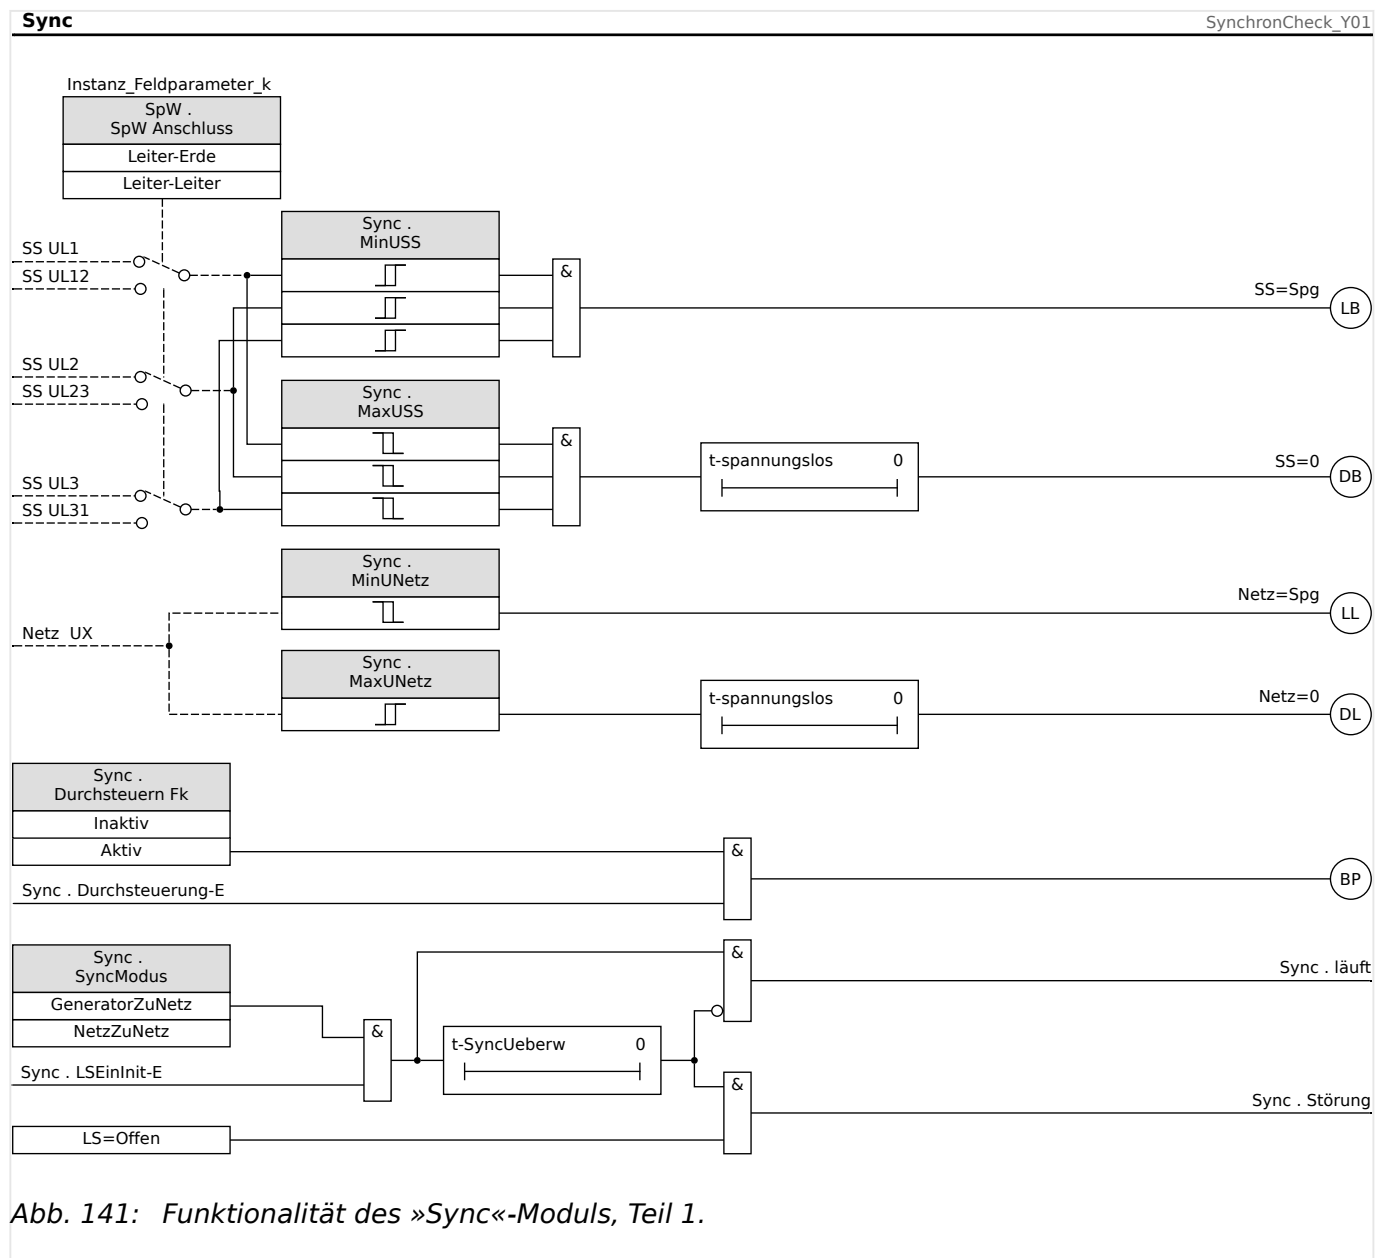 Sync
SynchronCheck_Y01
Instanz_Feldparameter_k
SpW .
SpW Anschluss
Leiter-Erde
Leiter-Leiter
SS UL1
SS UL12
SS UL2
SS UL23
SS UL3
SS UL31
Sync .
MinUSS
&
SS=Spg
LB
Sync .
MaxUSS
&
t-spannungslos 0
SS=0
DB
Sync .
MinUNetz
Netz=Spg
LL
Netz UX
Sync .
MaxUNetz
t-spannungslos 0
Netz=0
DL
Sync .
Durchsteuern Fk
Inaktiv
Aktiv
&
Sync . Durchsteuerung-E
BP
Sync .
SyncModus
GeneratorZuNetz
NetzZuNetz
&
Sync . LSEinInit-E
t-SyncUeberw 0
&
Sync . läuft
&
Sync . Störung
LS=Offen
Abb. 141: Funktionalität des »Sync«-Moduls, Teil 1.